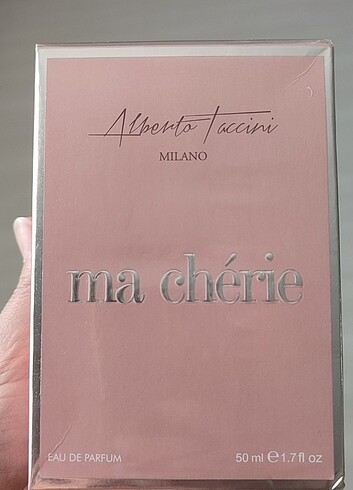 Alberto Taccini
MILANO
ma chérie
EAU DE PARFUM
50 ml ℮ 1.7 fl oz